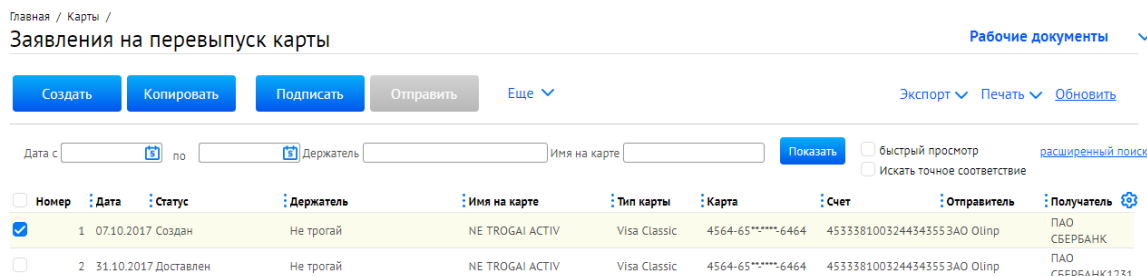 Главная / Карты /
Заявления на перевыпуск карты
Рабочие документы
Создать Копировать Подписать Отправить Еще Экспорт Печать Обновить
Дата с по Держатель Имя на карте Показать быстрый просмотр расширенный поиск
Искать точное соответствие
Номер Дата Статус Держатель Имя на карте Тип карты Карта Счет Отправитель Получатель
1 07.10.2017 Создан Не трогай NE TROGAI ACTIV Visa Classic 4564-65**-****-6464 4533381003244343553АО Olinp ПАО СБЕРБАНК
2 31.10.2017 Доставлен Не трогай NE TROGAI ACTIV Visa Classic 4564-65**-****-6464 4533381003244343553АО Olinp ПАО СБЕРБАНК1231